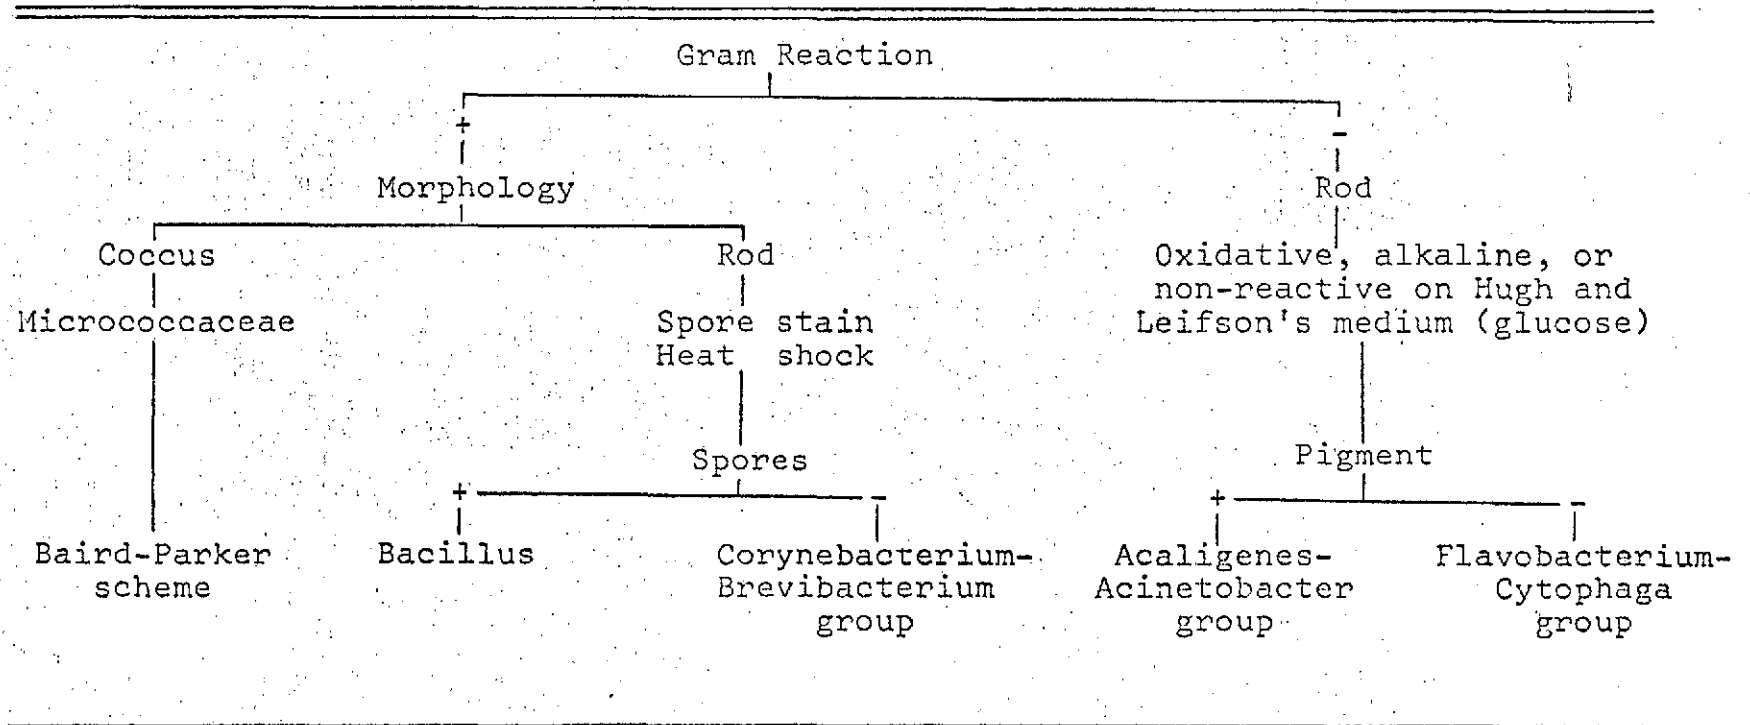 Gram Reaction
+ -
Morphology Rod
Coccus Rod Oxidative, alkaline, or
non-reactive on Hugh and
Micrococcaceae Spore stain Leifson's medium (glucose)
Heat shock
Spores Pigment
+ - + -
Baird-Parker Bacillus Corynebacterium- Acaligenes- Flavobacterium-
scheme Brevibacterium Acinetobacter Cytophaga
group group group